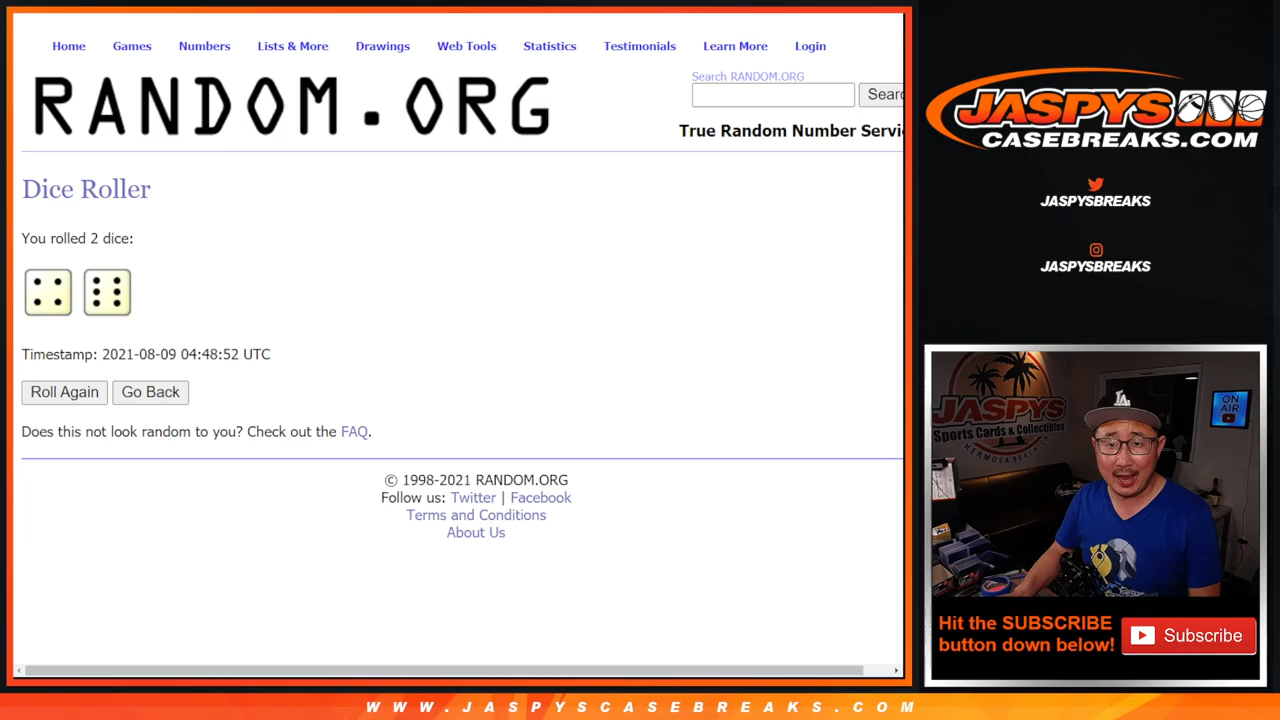 Home Games Numbers Lists & More Drawings Web Tools Statistics Testimonials Learn More Login
RANDOM.ORG
Search RANDOM.ORG
True Random Number Servi
Dice Roller
You rolled 2 dice:
Timestamp: 2021-08-09 04:48:52 UTC
Roll Again Go Back
Does this not look random to you? Check out the FAQ.
© 1998-2021 RANDOM.ORG
Follow us: Twitter | Facebook
Terms and Conditions
About Us
JASPYS
CASEBREAKS.COM
JASPYSBREAKS
JASPYSBREAKS
JASPYS
Sports Cards & Collectibles
HERMOSA BEACH, CA
ON
AIR
LA
Hit the SUBSCRIBE
button down below!
Subscribe
WWW.JASPYSCASEBREAKS.COM